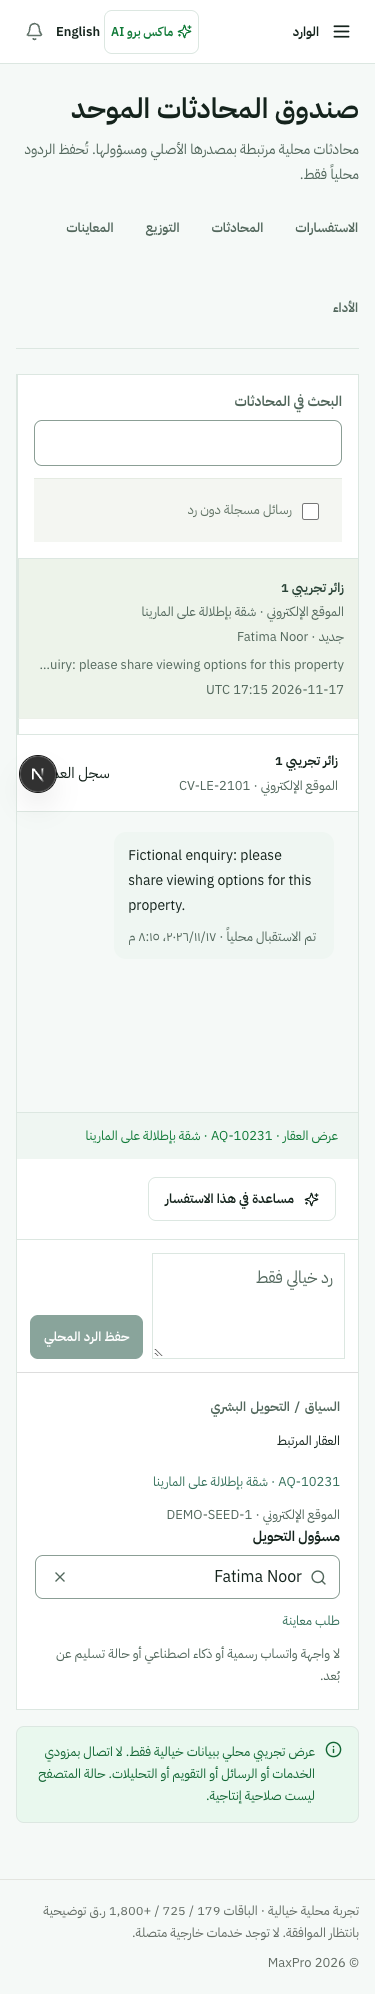 الوارد
ماكس برو AI
English
صندوق المحادثات الموحد
محادثات محلية مرتبطة بمصدرها الأصلي ومسؤولها. تُحفظ الردود
محلياً فقط.
الاستفسارات
المحادثات
التوزيع
المعاينات
الأداء
البحث في المحادثات
رسائل مسجلة دون رد
زائر تجريبي 1
الموقع الإلكتروني · شقة بإطلالة على المارينا
جديد · Fatima Noor
...uiry: please share viewing options for this property
2026-11-17 17:15 UTC
زائر تجريبي 1
الموقع الإلكتروني · CV-LE-2101
سجل
N
Fictional enquiry: please
share viewing options for this
property.
تم الاستقبال محلياً · ٢٠٢٦/١١/١٧، ٨:١٥ م
عرض العقار · AQ-10231 · شقة بإطلالة على المارينا
مساعدة في هذا الاستفسار
رد خيالي فقط
حفظ الرد المحلي
السياق / التحويل البشري
العقار المرتبط
AQ-10231 · شقة بإطلالة على المارينا
الموقع الإلكتروني · DEMO-SEED-1
مسؤول التحويل
Fatima Noor
طلب معاينة
لا واجهة واتساب رسمية أو ذكاء اصطناعي أو حالة تسليم عن
بُعد.
عرض تجريبي محلي ببيانات خيالية فقط. لا اتصال بمزودي
الخدمات أو الرسائل أو التقويم أو التحليلات. حالة المتصفح
ليست صلاحية إنتاجية.
تجربة محلية خيالية · الباقات 179 / 725 / +1,800 ر.ق توضيحية
بانتظار الموافقة. لا توجد خدمات خارجية متصلة.
© 2026 MaxPro